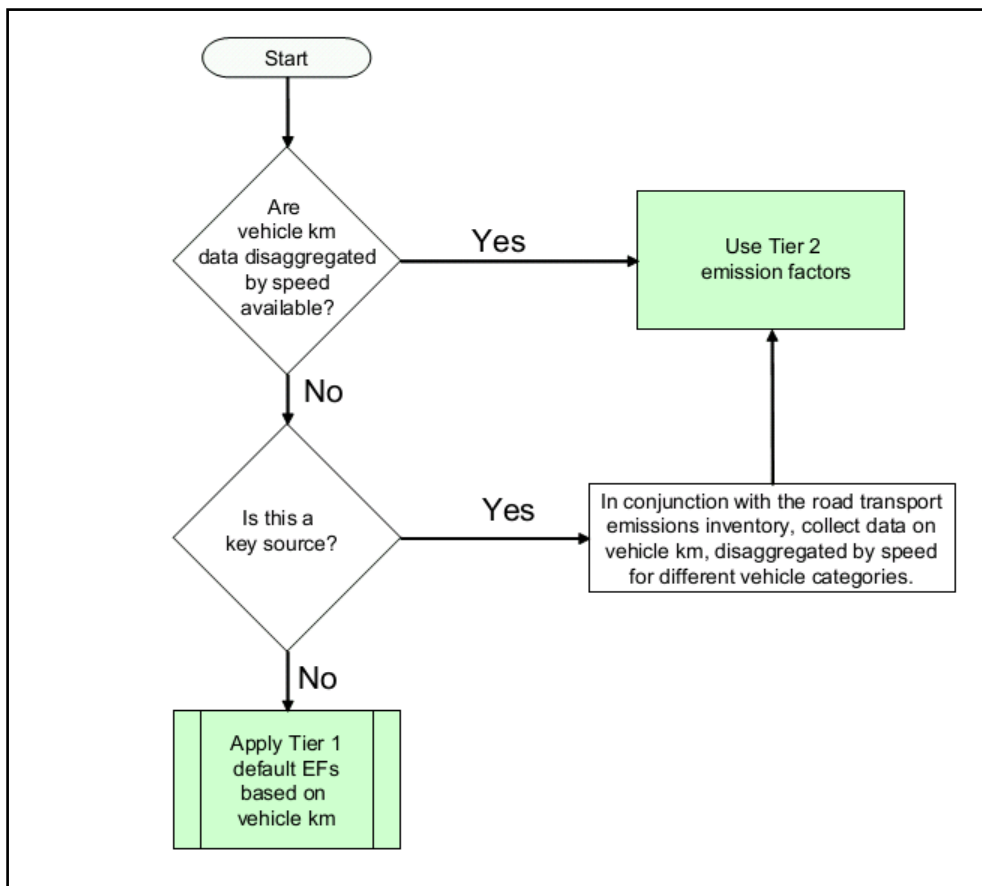 Start
Are
vehicle km
data disaggregated
by speed
available?
Yes
Use Tier 2
emission factors
No
Is this a
key source?
Yes
In conjunction with the road transport
emissions inventory, collect data on
vehicle km, disaggregated by speed
for different vehicle categories.
No
Apply Tier 1
default EFs
based on
vehicle km